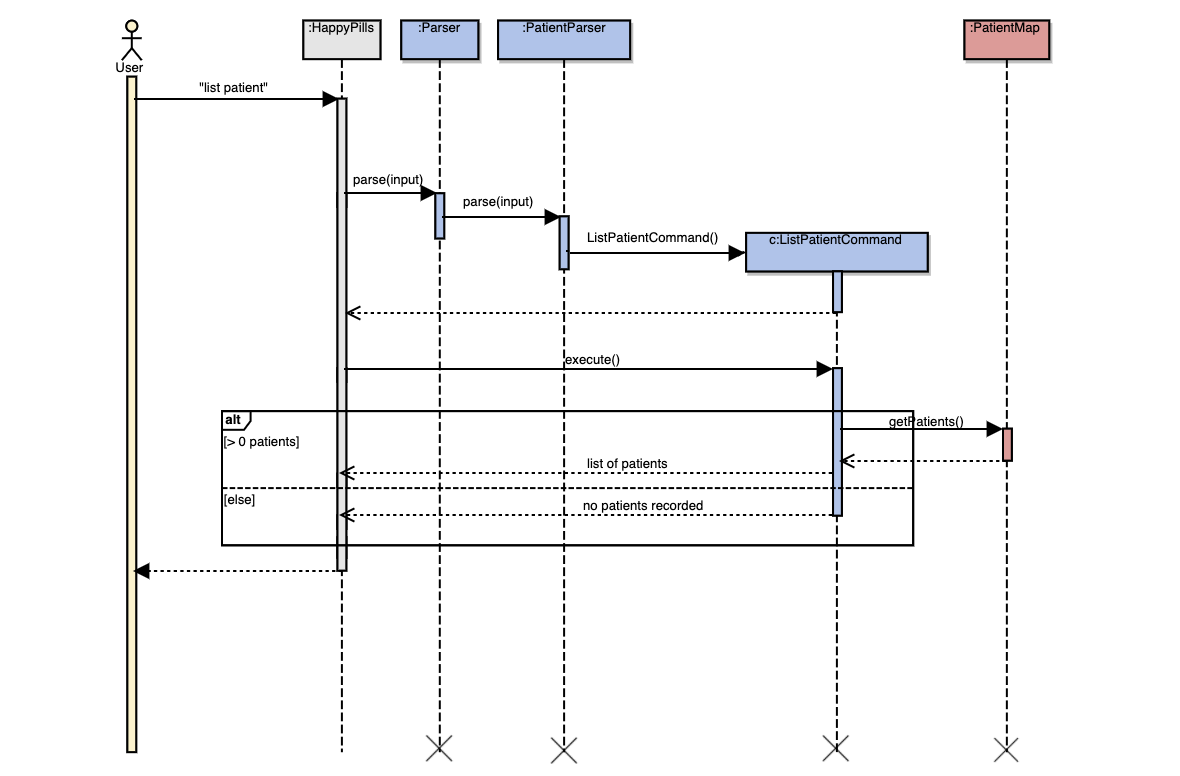 :HappyPills
:Parser
:PatientParser
:PatientMap
User
"list patient"
parse(input)
parse(input)
ListPatientCommand()
c:ListPatientCommand
execute()
alt
getPatients()
[> 0 patients]
list of patients
[else]
no patients recorded